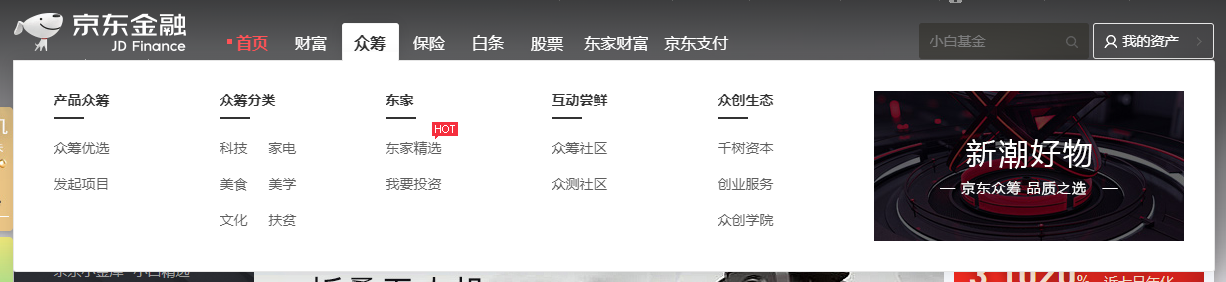 京东金融
JD Finance
首页 财富 众筹 保险 白条 股票 东家财富 京东支付
小白基金
我的资产
产品众筹 众筹分类 东家 互动尝鲜 众创生态
HOT
众筹优选 科技 家电 东家精选 众筹社区 千树资本
发起项目 美食 美学 我要投资 众测社区 创业服务
文化 扶贫 众创学院
新潮好物
— 京东众筹 品质之选 —